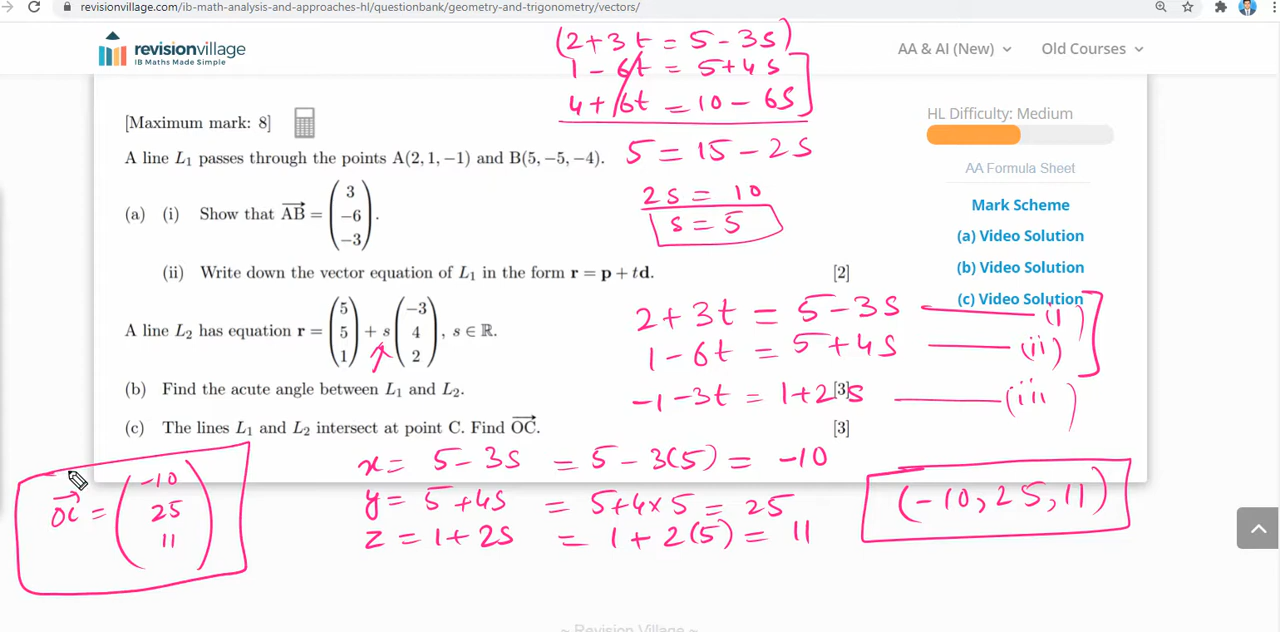 revisionvillage.com/ib-math-analysis-and-approaches-hl/questionbank/geometry-and-trigonometry/vectors/
revisionvillage
IB Maths Made Simple
AA & AI (New)
Old Courses
(2+3t = 5-3s)
1-6t = 5+4s
4+6t = 10-6s
5 = 15-2s
2s = 10
s = 5
[Maximum mark: 8]
HL Difficulty: Medium
A line L₁ passes through the points A(2, 1, −1) and B(5, −5, −4).
AA Formula Sheet
Mark Scheme
(a) Video Solution
(b) Video Solution
(c) Video Solution
(a) (i) Show that AB = (3
−6
−3).
(ii) Write down the vector equation of L₁ in the form r = p + td. [2]
A line L₂ has equation r = (5
5
1) + s (−3
4
2), s ∈ ℝ.
2+3t = 5-3s (i)
1-6t = 5+4s (ii)
-1-3t = 1+2s (iii)
(b) Find the acute angle between L₁ and L₂. [3]
(c) The lines L₁ and L₂ intersect at point C. Find OC. [3]
x = 5-3s = 5-3(5) = -10
y = 5+4s = 5+4×5 = 25
z = 1+2s = 1+2(5) = 11
(-10, 25, 11)
OC = (-10
25
11)
~ Revision Village ~